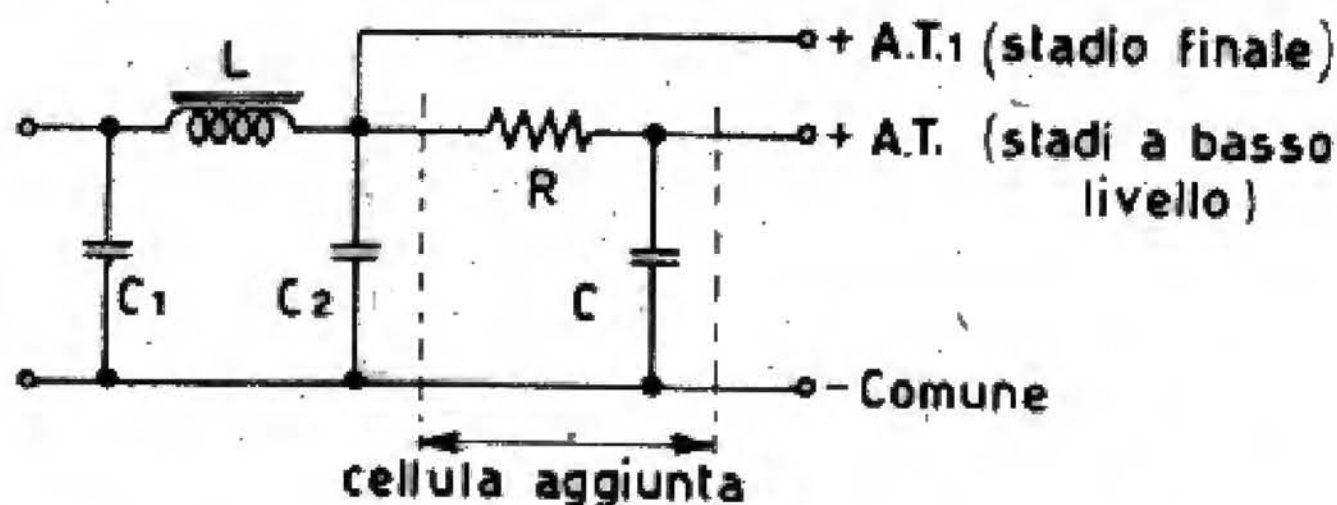 L
+ A.T.1 (stadio finale)
+ A.T. (stadi a basso
livello)
R
C1
C2
C
- Comune
cellula aggiunta